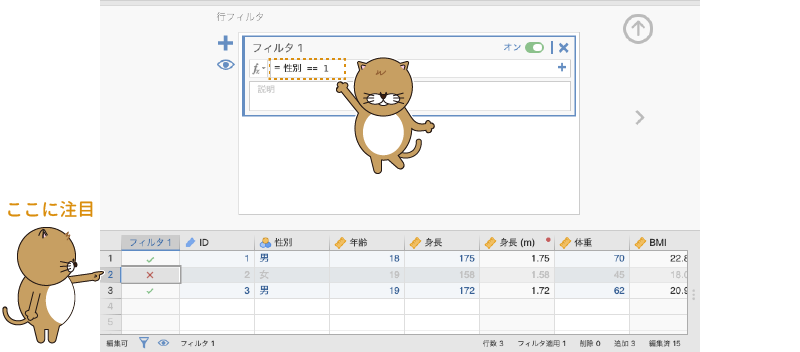 行フィルタ
フィルタ 1
オン
fx
= 性別 == 1
説明
ここに注目
フィルタ 1 ID 性別 年齢 身長 身長 (m) 体重 BMI
1 1 男 18 175 1.75 70 22.8
2 2 女 19 158 1.58 45 18.0
3 3 男 19 172 1.72 62 20.9
4
5
編集可 フィルタ 1 行数 3 フィルタ適用 1 削除 0 追加 3 編集済 15